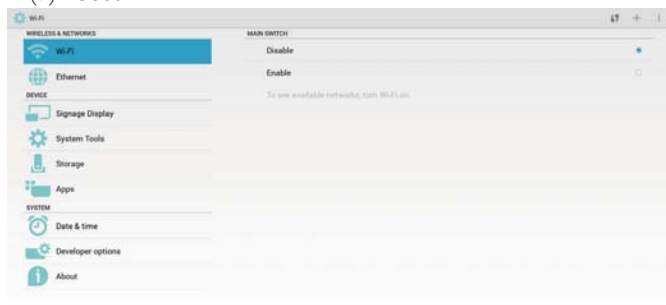 Wi-Fi
WIRELESS & NETWORKS
Wi-Fi
Ethernet
DEVICE
Signage Display
System Tools
Storage
Apps
SYSTEM
Date & time
Developer options
About
MAIN SWITCH
Disable
Enable
To see available networks, turn Wi-Fi on.